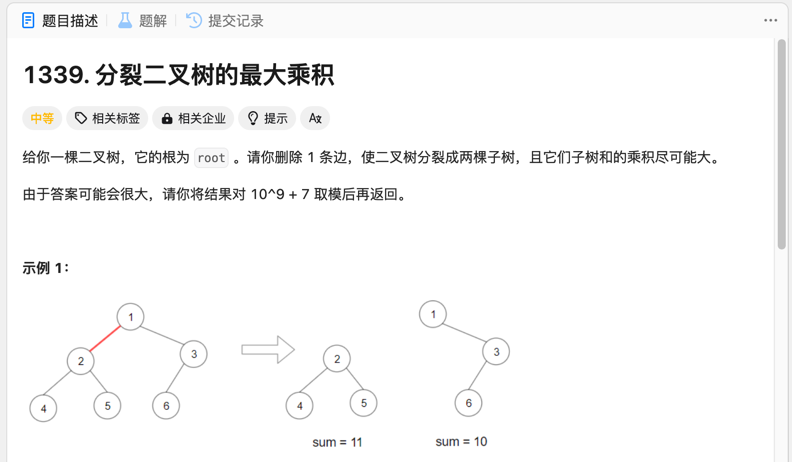 题目描述 题解 提交记录
1339. 分裂二叉树的最大乘积
中等 相关标签 相关企业 提示
给你一棵二叉树，它的根为 root 。请你删除 1 条边，使二叉树分裂成两棵子树，且它们子树和的乘积尽可能大。
由于答案可能会很大，请你将结果对 10^9 + 7 取模后再返回。
示例 1：
1
2
3
4
5
6
2
4
5
sum = 11
1
3
6
sum = 10